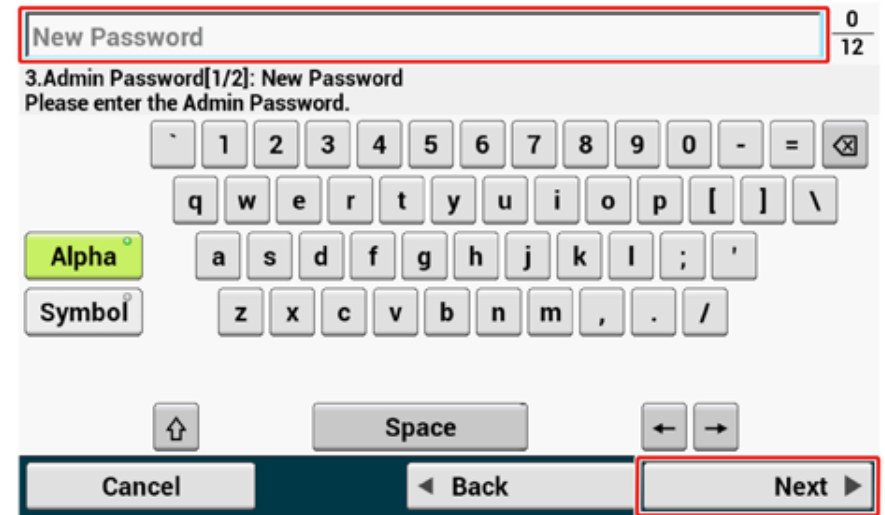 New Password
0
12
3.Admin Password[1/2]: New Password
Please enter the Admin Password.
` 1 2 3 4 5 6 7 8 9 0 - =
q w e r t y u i o p [ ] \
Alpha a s d f g h j k l ; '
Symbol z x c v b n m , . /
Space ← →
Cancel ◀ Back Next ▶